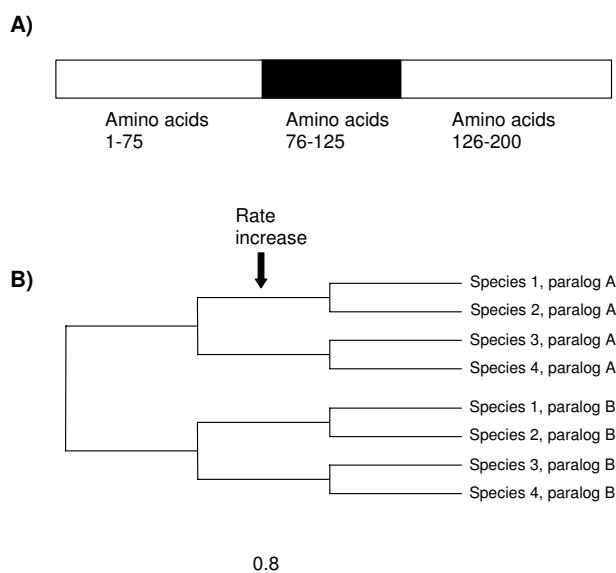 A)
Amino acids
1-75
Amino acids
76-125
Amino acids
126-200
Rate
increase
B)
Species 1, paralog A
Species 2, paralog A
Species 3, paralog A
Species 4, paralog A
Species 1, paralog B
Species 2, paralog B
Species 3, paralog B
Species 4, paralog B
0.8